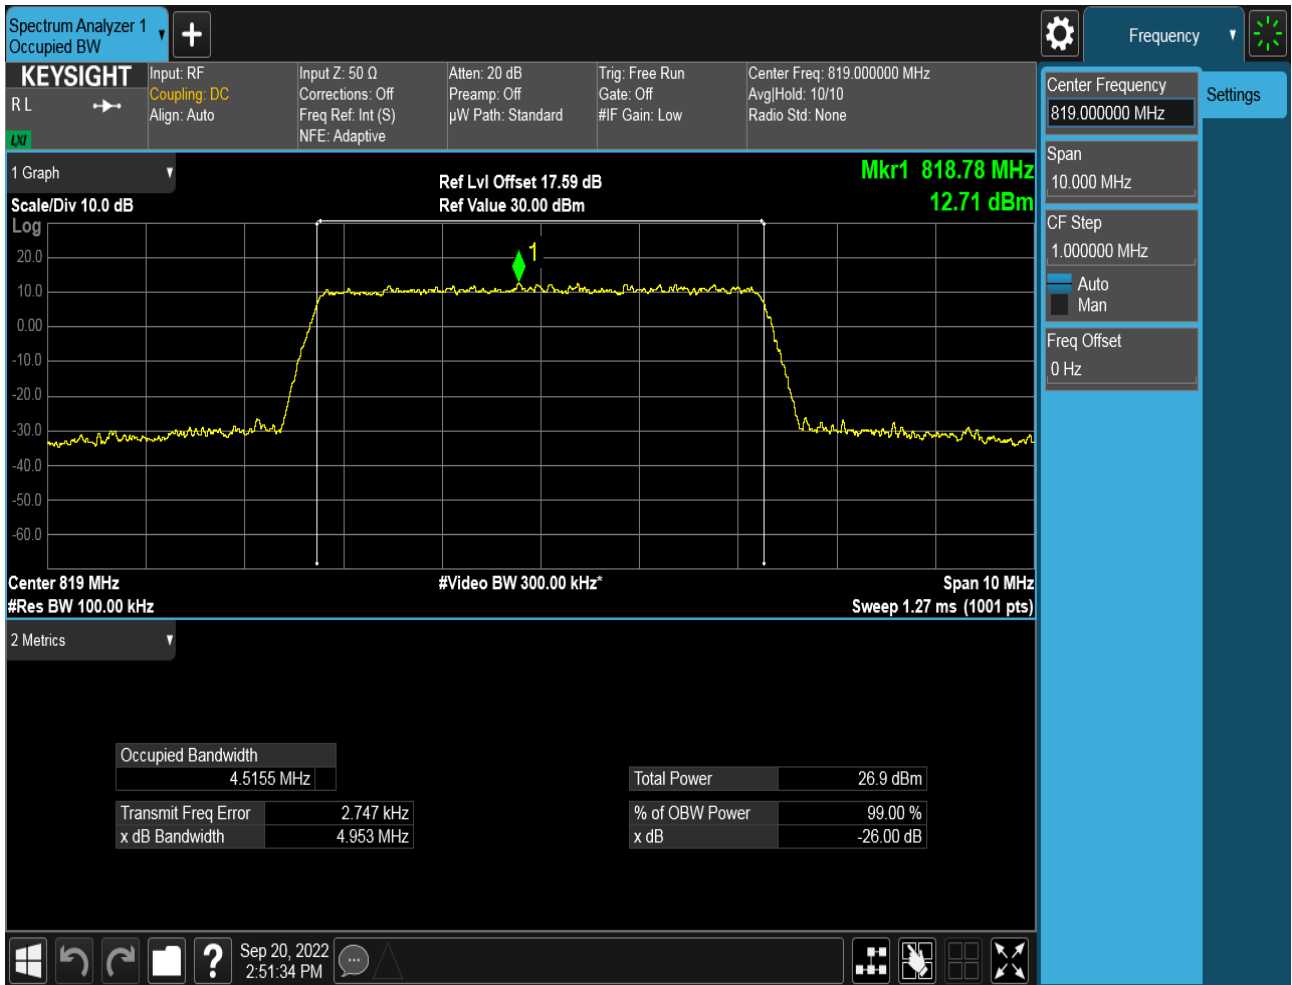 Spectrum Analyzer 1
Occupied BW
+
Frequency
KEYSIGHT
R L
LXI
Input: RF
Coupling: DC
Align: Auto
Input Z: 50 Ω
Corrections: Off
Freq Ref: Int (S)
NFE: Adaptive
Atten: 20 dB
Preamp: Off
µW Path: Standard
Trig: Free Run
Gate: Off
#IF Gain: Low
Center Freq: 819.000000 MHz
Avg|Hold: 10/10
Radio Std: None
Center Frequency
819.000000 MHz
Settings
Span
10.000 MHz
CF Step
1.000000 MHz
Auto
Man
Freq Offset
0 Hz
1 Graph
Scale/Div 10.0 dB
Log
Ref Lvl Offset 17.59 dB
Ref Value 30.00 dBm
Mkr1 818.78 MHz
12.71 dBm
1
20.0
10.0
0.00
-10.0
-20.0
-30.0
-40.0
-50.0
-60.0
Center 819 MHz
#Res BW 100.00 kHz
#Video BW 300.00 kHz*
Span 10 MHz
Sweep 1.27 ms (1001 pts)
2 Metrics
Occupied Bandwidth
4.5155 MHz
Transmit Freq Error 2.747 kHz
x dB Bandwidth 4.953 MHz
Total Power 26.9 dBm
% of OBW Power 99.00 %
x dB -26.00 dB
?
Sep 20, 2022
2:51:34 PM